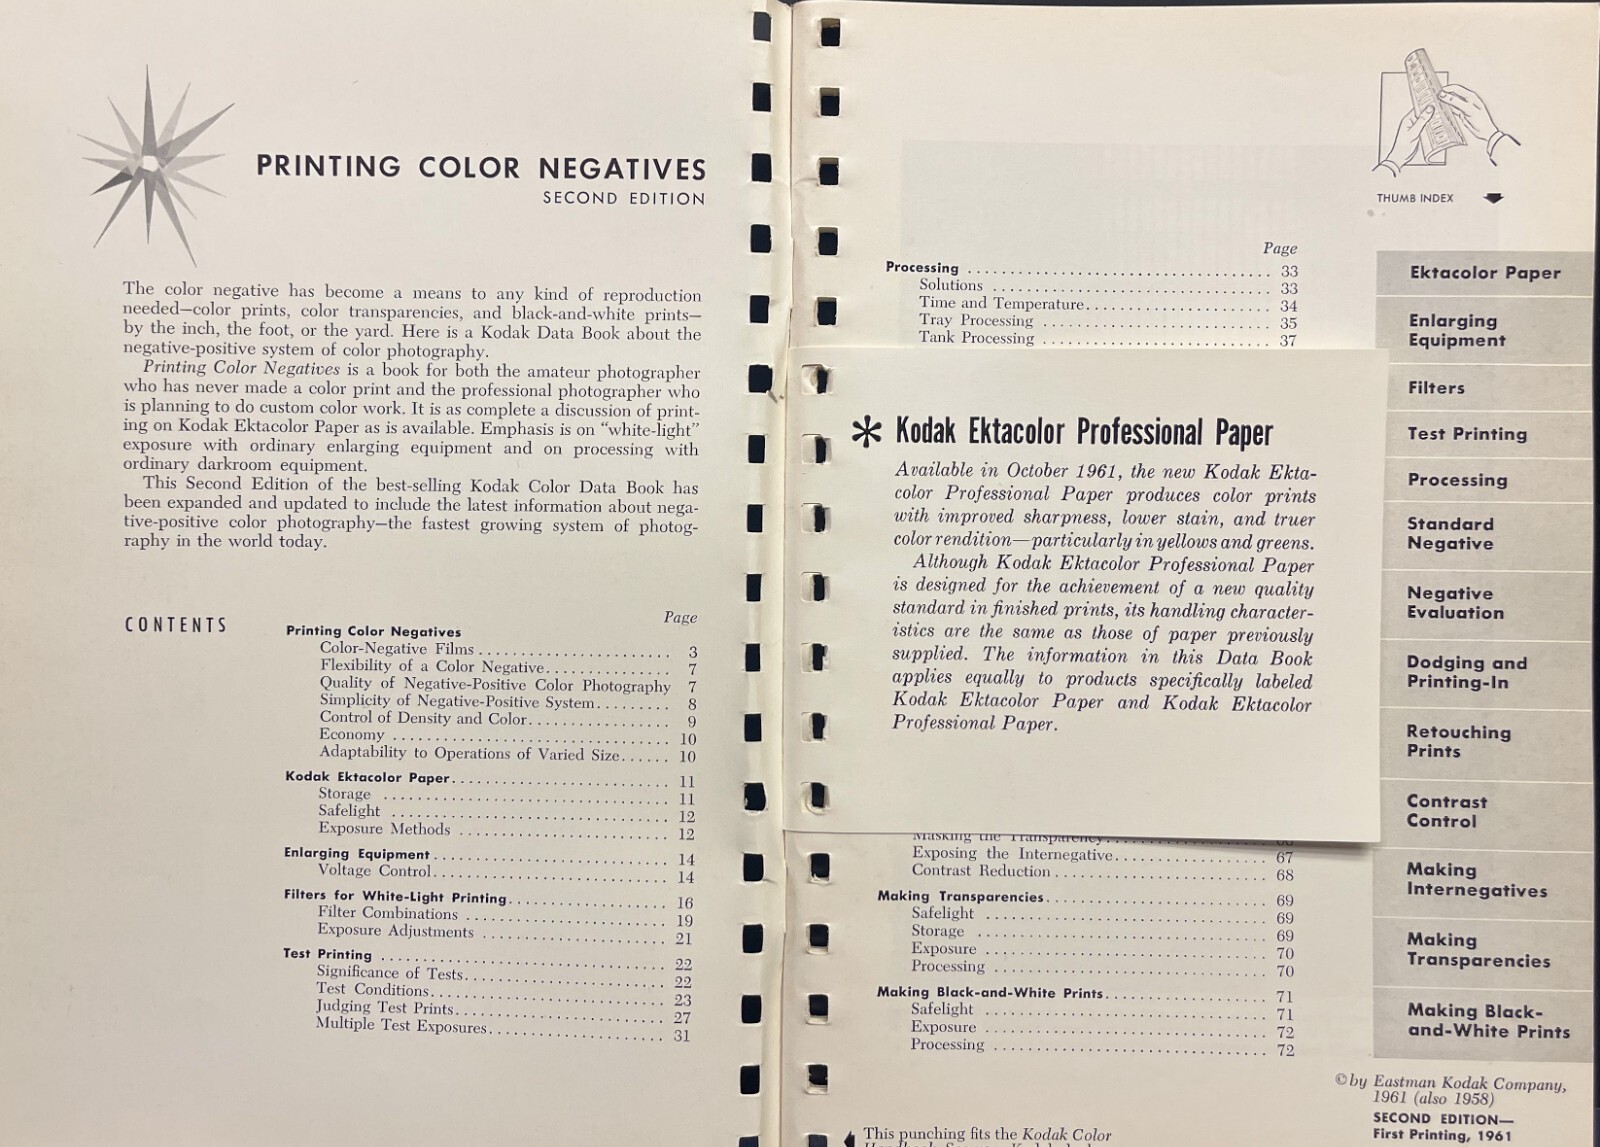 PRINTING COLOR NEGATIVES
SECOND EDITION
The color negative has become a means to any kind of reproduction
needed—color prints, color transparencies, and black-and-white prints—
by the inch, the foot, or the yard. Here is a Kodak Data Book about the
negative-positive system of color photography.
Printing Color Negatives is a book for both the amateur photographer
who has never made a color print and the professional photographer who
is planning to do custom color work. It is as complete a discussion of print-
ing on Kodak Ektacolor Paper as is available. Emphasis is on “white-light”
exposure with ordinary enlarging equipment and on processing with
ordinary darkroom equipment.
This Second Edition of the best-selling Kodak Color Data Book has
been expanded and updated to include the latest information about nega-
tive-positive color photography—the fastest growing system of photog-
raphy in the world today.
CONTENTS
Page
Printing Color Negatives
Color-Negative Films . . . . . . . . . . . . . . . . . . . . . . . 3
Flexibility of a Color Negative. . . . . . . . . . . . . . . 7
Quality of Negative-Positive Color Photography 7
Simplicity of Negative-Positive System. . . . . . . . . 8
Control of Density and Color. . . . . . . . . . . . . . . . . 9
Economy . . . . . . . . . . . . . . . . . . . . . . . . . . . . . . . . . 10
Adaptability to Operations of Varied Size. . . . . . 10
Kodak Ektacolor Paper. . . . . . . . . . . . . . . . . . . . . . . . . . 11
Storage . . . . . . . . . . . . . . . . . . . . . . . . . . . . . . . . . . 11
Safelight . . . . . . . . . . . . . . . . . . . . . . . . . . . . . . . . . 12
Exposure Methods . . . . . . . . . . . . . . . . . . . . . . . . . 12
Enlarging Equipment . . . . . . . . . . . . . . . . . . . . . . . . . . . . 14
Voltage Control. . . . . . . . . . . . . . . . . . . . . . . . . . . . 14
Filters for White-Light Printing. . . . . . . . . . . . . . . . . . . 16
Filter Combinations . . . . . . . . . . . . . . . . . . . . . . . . 19
Exposure Adjustments . . . . . . . . . . . . . . . . . . . . . . 21
Test Printing . . . . . . . . . . . . . . . . . . . . . . . . . . . . . . . . . . 22
Significance of Tests. . . . . . . . . . . . . . . . . . . . . . . . 22
Test Conditions. . . . . . . . . . . . . . . . . . . . . . . . . . . . 23
Judging Test Prints. . . . . . . . . . . . . . . . . . . . . . . . . 27
Multiple Test Exposures. . . . . . . . . . . . . . . . . . . . . 31
THUMB INDEX
Page
Processing . . . . . . . . . . . . . . . . . . . . . . . . . . . . . . . . . . . . 33
Solutions . . . . . . . . . . . . . . . . . . . . . . . . . . . . . . . . . 33
Time and Temperature. . . . . . . . . . . . . . . . . . . . . . 34
Tray Processing . . . . . . . . . . . . . . . . . . . . . . . . . . . 35
Tank Processing . . . . . . . . . . . . . . . . . . . . . . . . . . . 37
* Kodak Ektacolor Professional Paper
Available in October 1961, the new Kodak Ekta-
color Professional Paper produces color prints
with improved sharpness, lower stain, and truer
color rendition—particularly in yellows and greens.
Although Kodak Ektacolor Professional Paper
is designed for the achievement of a new quality
standard in finished prints, its handling character-
istics are the same as those of paper previously
supplied. The information in this Data Book
applies equally to products specifically labeled
Kodak Ektacolor Paper and Kodak Ektacolor
Professional Paper.
Masking the Transparency. . . . . . . . . . . . . . . . . . . 66
Exposing the Internegative. . . . . . . . . . . . . . . . . . 67
Contrast Reduction . . . . . . . . . . . . . . . . . . . . . . . . . 68
Making Transparencies. . . . . . . . . . . . . . . . . . . . . . . . . . 69
Safelight . . . . . . . . . . . . . . . . . . . . . . . . . . . . . . . . . 69
Storage . . . . . . . . . . . . . . . . . . . . . . . . . . . . . . . . . . 69
Exposure . . . . . . . . . . . . . . . . . . . . . . . . . . . . . . . . . 70
Processing . . . . . . . . . . . . . . . . . . . . . . . . . . . . . . . . 70
Making Black-and-White Prints. . . . . . . . . . . . . . . . . . . 71
Safelight . . . . . . . . . . . . . . . . . . . . . . . . . . . . . . . . . 71
Exposure . . . . . . . . . . . . . . . . . . . . . . . . . . . . . . . . . 72
Processing . . . . . . . . . . . . . . . . . . . . . . . . . . . . . . . . 72
Ektacolor Paper
Enlarging
Equipment
Filters
Test Printing
Processing
Standard
Negative
Negative
Evaluation
Dodging and
Printing-In
Retouching
Prints
Contrast
Control
Making
Internegatives
Making
Transparencies
Making Black-
and-White Prints
© by Eastman Kodak Company,
1961 (also 1958)
SECOND EDITION—
First Printing, 1961
This punching fits the Kodak Color